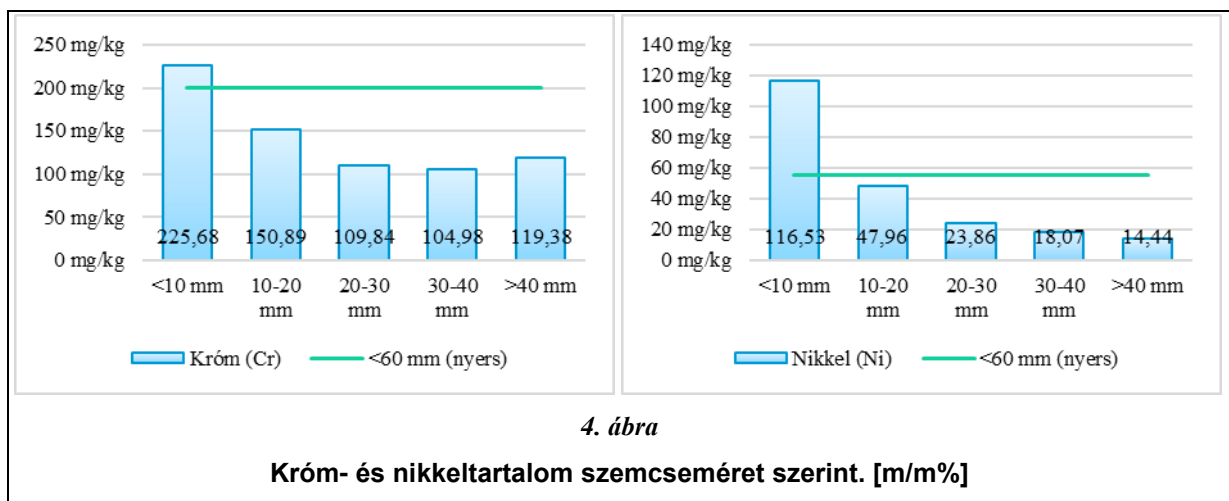 250 mg/kg
200 mg/kg
150 mg/kg
100 mg/kg
50 mg/kg
0 mg/kg
225,68 150,89 109,84 104,98 119,38
<10 mm 10-20 mm 20-30 mm 30-40 mm >40 mm
Króm (Cr) <60 mm (nyers)
140 mg/kg
120 mg/kg
100 mg/kg
80 mg/kg
60 mg/kg
40 mg/kg
20 mg/kg
0 mg/kg
116,53 47,96 23,86 18,07 14,44
<10 mm 10-20 mm 20-30 mm 30-40 mm >40 mm
Nikkel (Ni) <60 mm (nyers)
4. ábra
Króm- és nikkeltartalom szemcseméret szerint. [m/m%]